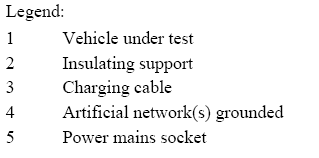 Legend:
1 Vehicle under test
2 Insulating support
3 Charging cable
4 Artificial network(s) grounded
5 Power mains socket